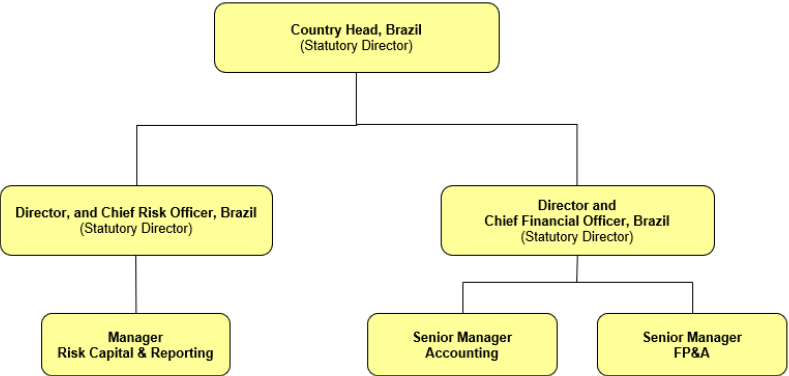 Country Head, Brazil
(Statutory Director)
Director, and Chief Risk Officer, Brazil
(Statutory Director)
Director and
Chief Financial Officer, Brazil
(Statutory Director)
Manager
Risk Capital & Reporting
Senior Manager
Accounting
Senior Manager
FP&A